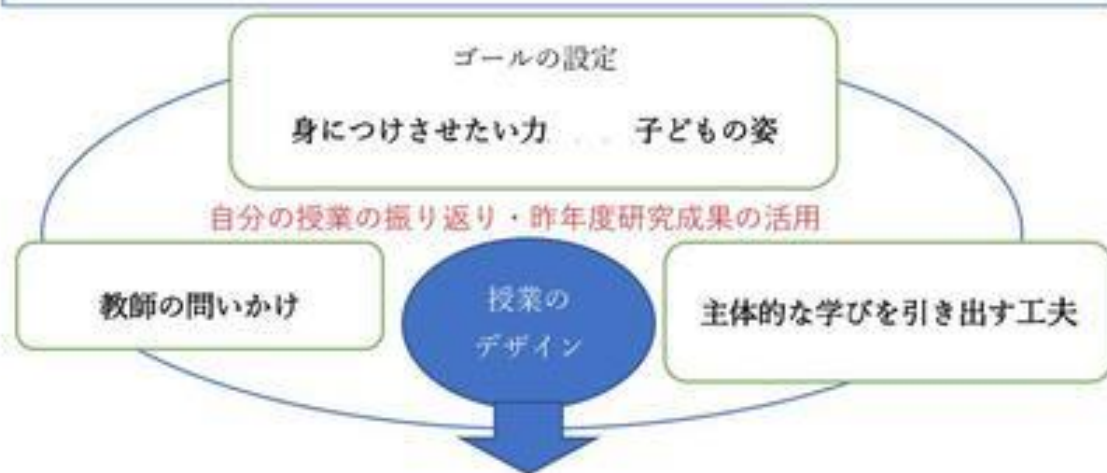 ゴールの設定
身につけさせたい力 . . 子どもの姿
自分の授業の振り返り・昨年度研究成果の活用
教師の問いかけ
授業の
デザイン
主体的な学びを引き出す工夫